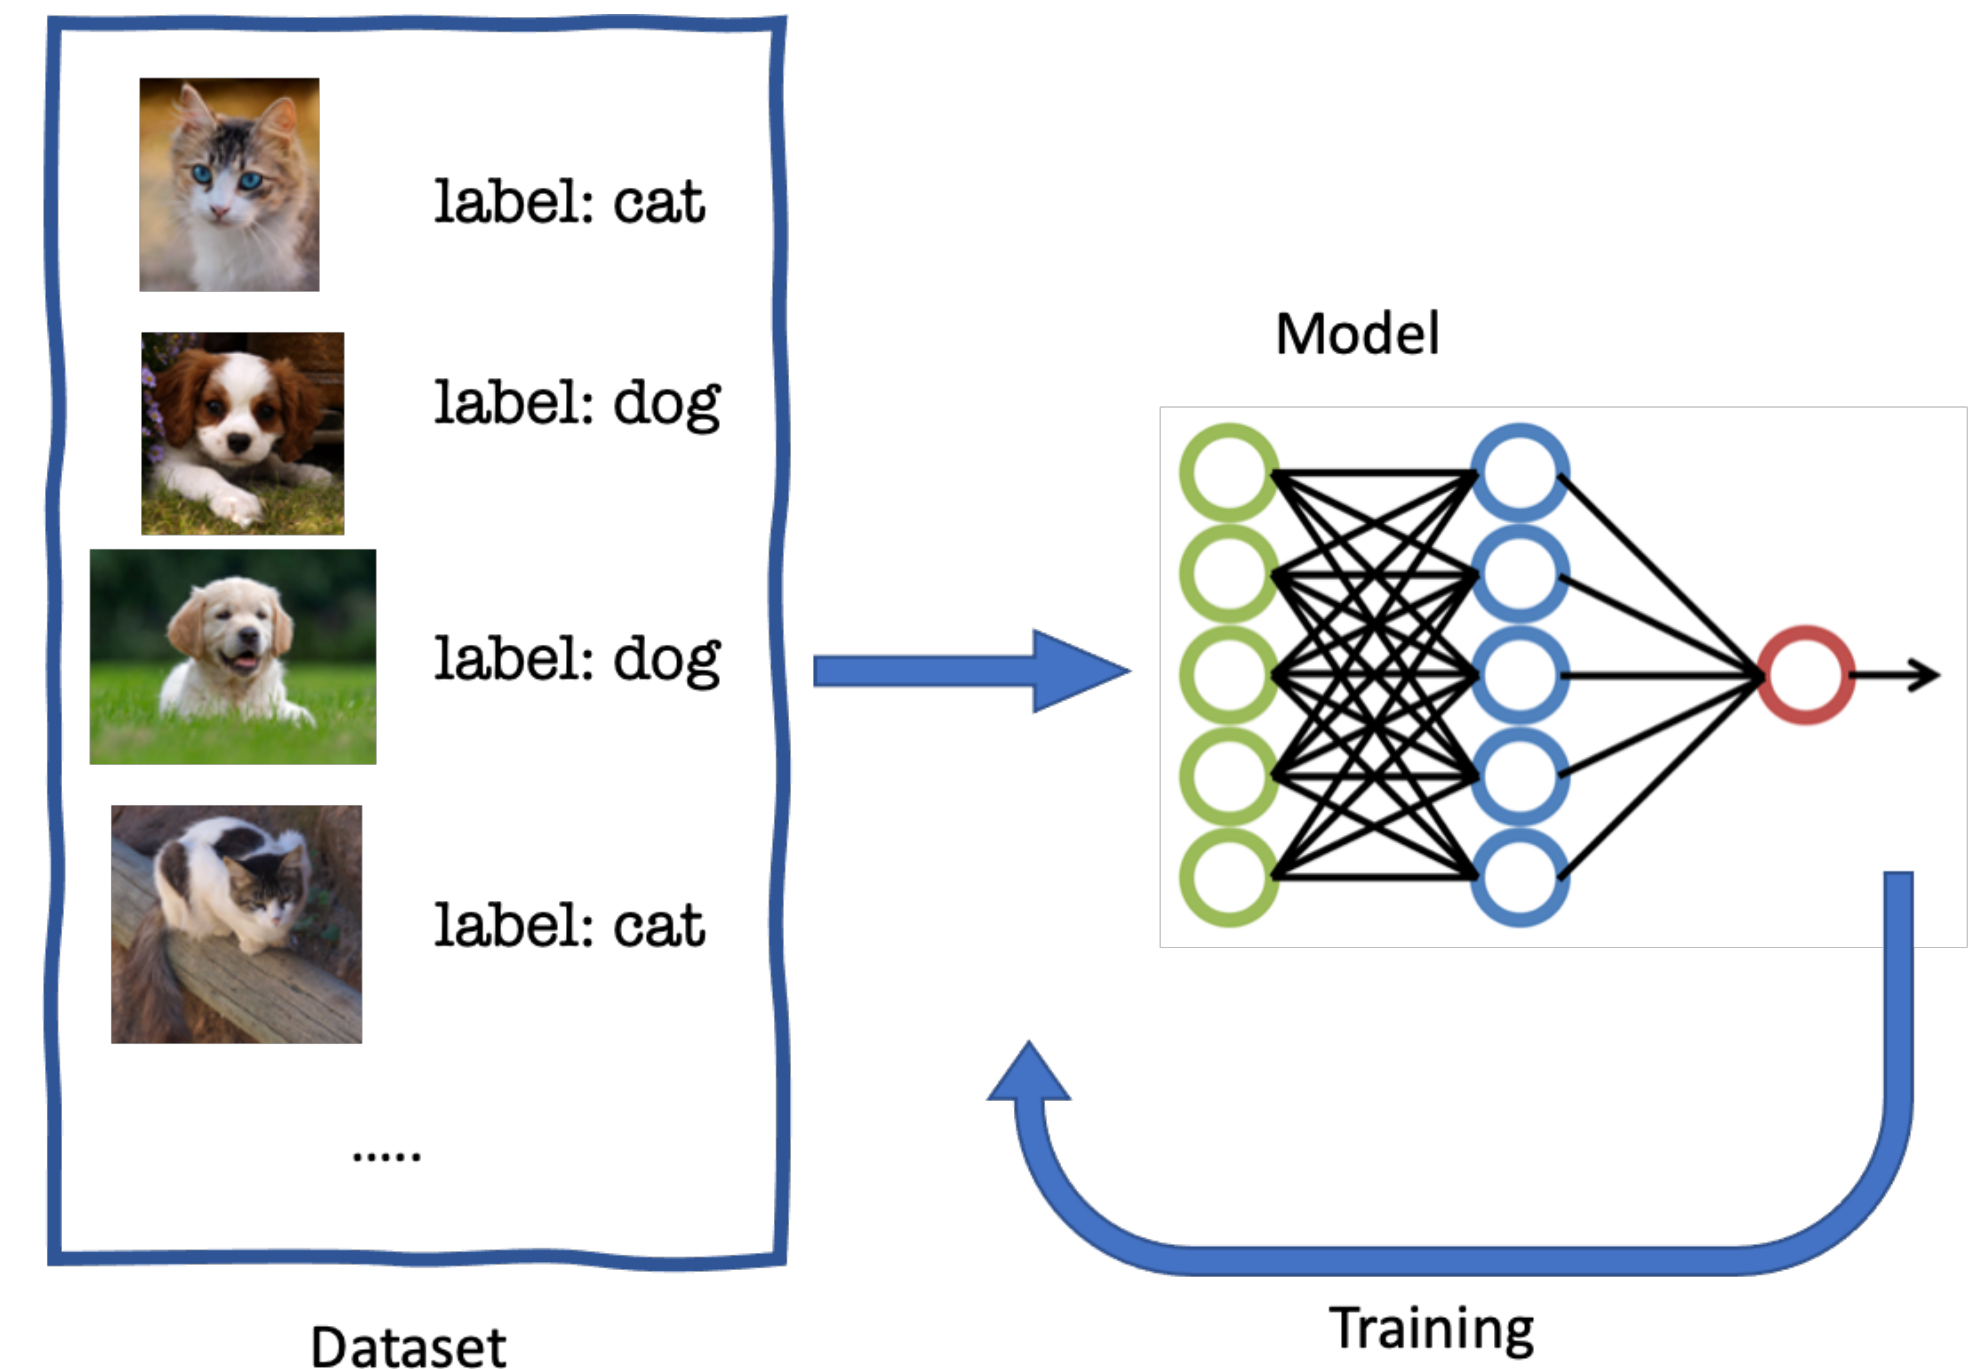 label: cat
label: dog
label: dog
label: cat
.....
Dataset
Model
Training